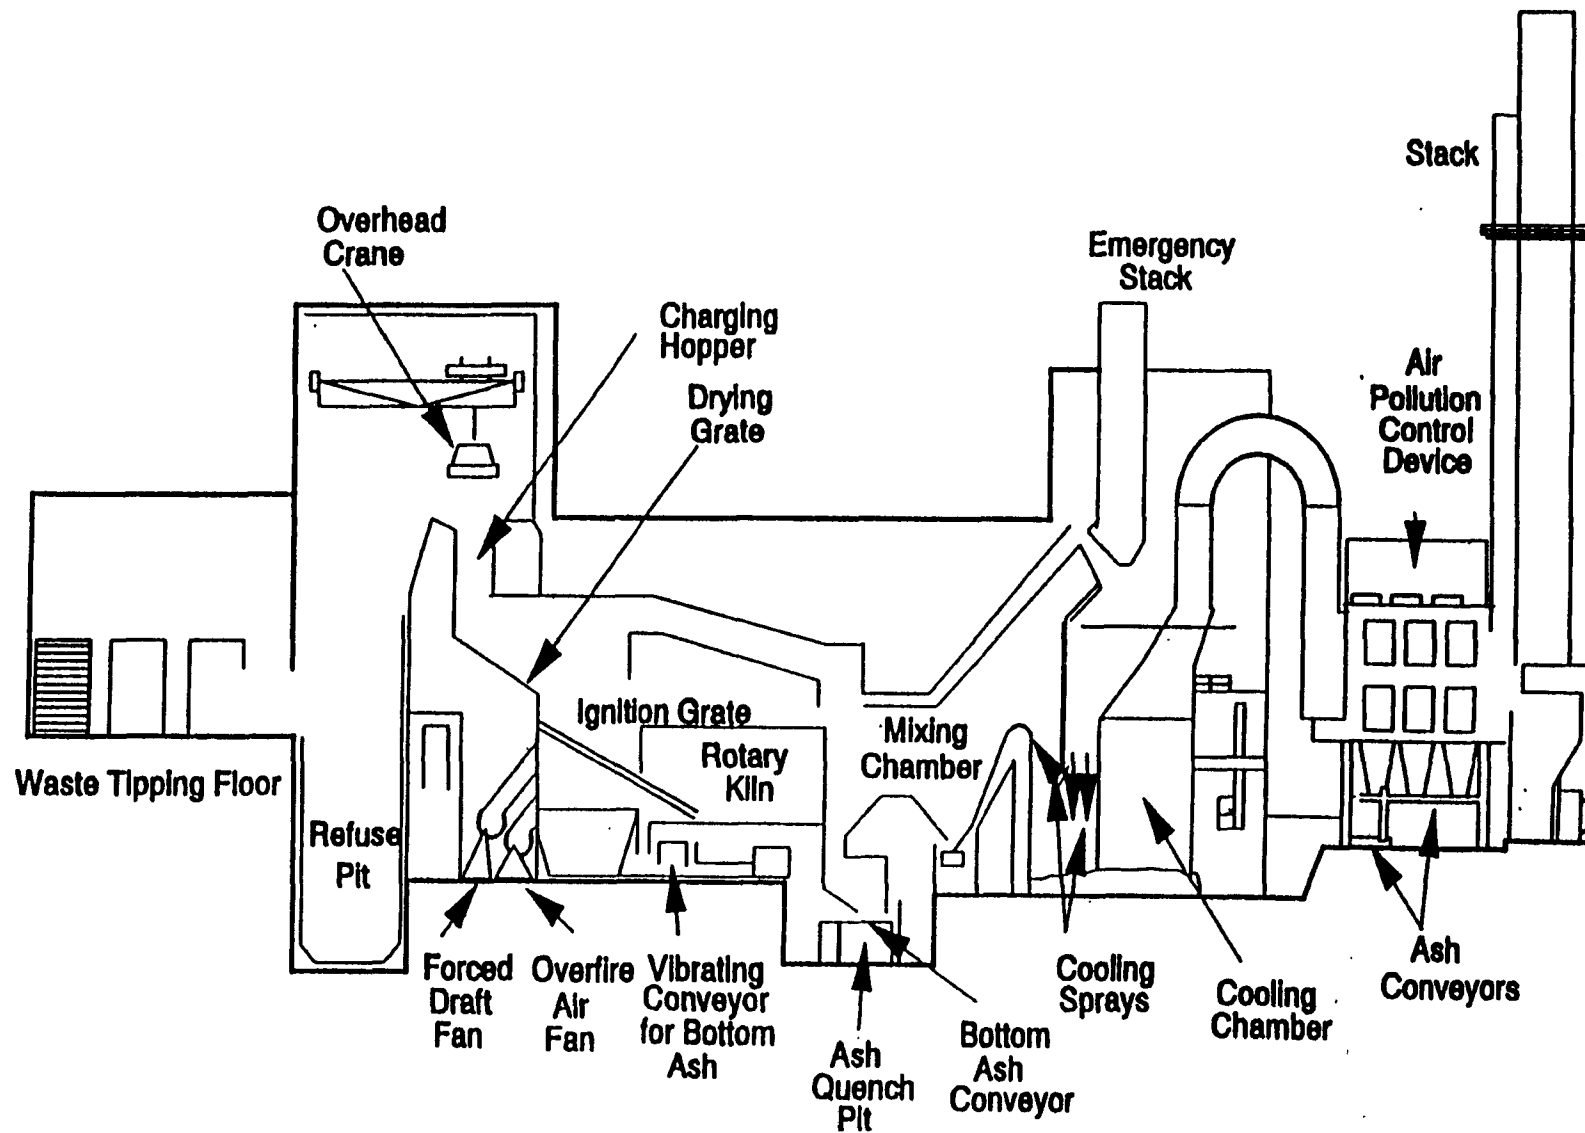 Stack
Overhead
Crane
Emergency
Stack
Charging
Hopper
Air
Pollution
Control
Device
Drying
Grate
Ignition Grate
Mixing
Chamber
Rotary
Kiln
Waste Tipping Floor
Refuse
Pit
Forced
Draft
Fan
Overfire
Air
Fan
Vibrating
Conveyor
for Bottom
Ash
Ash
Quench
Pit
Bottom
Ash
Conveyor
Cooling
Sprays
Cooling
Chamber
Ash
Conveyors